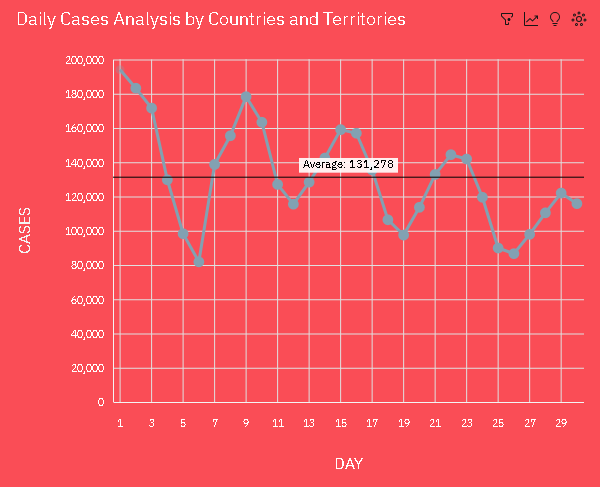 Daily Cases Analysis by Countries and Territories
200,000
180,000
160,000
140,000
120,000
100,000
80,000
60,000
40,000
20,000
0
Average: 131,278
CASES
1 3 5 7 9 11 13 15 17 19 21 23 25 27 29
DAY